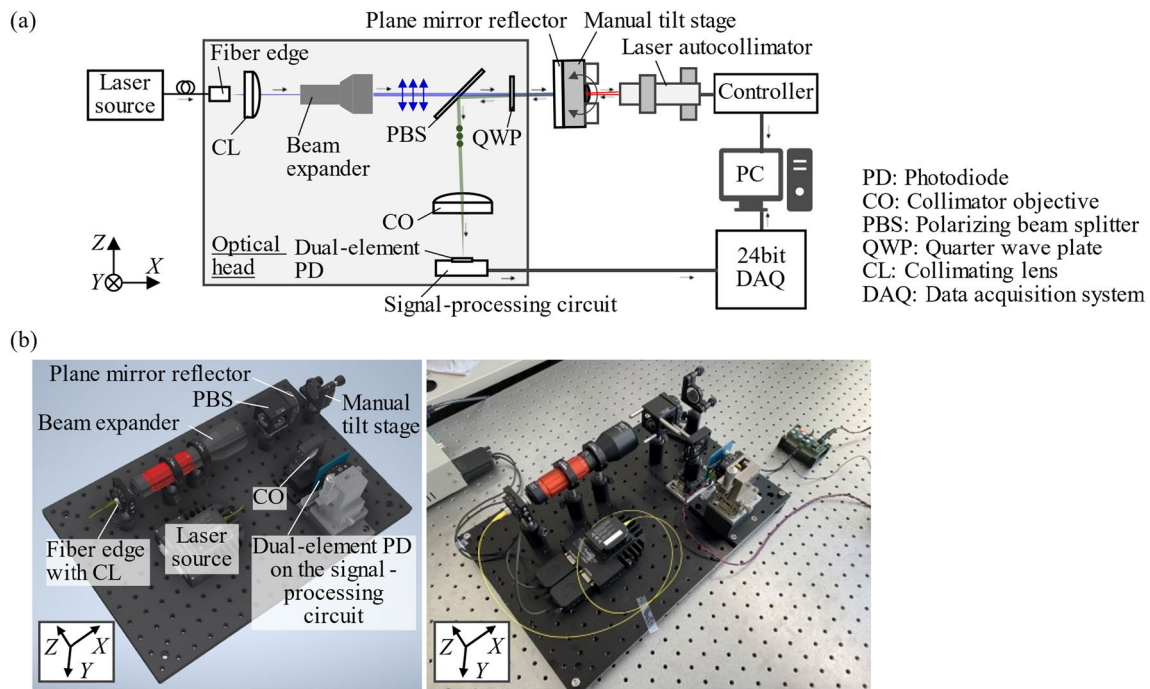 (a)
Plane mirror reflector
Manual tilt stage
Laser autocollimator
Fiber edge
Laser
source
CL
Beam
expander
PBS
QWP
Controller
PC
CO
Optical
head
Dual-element
PD
Signal-processing circuit
24bit
DAQ
Z
Y
X
PD: Photodiode
CO: Collimator objective
PBS: Polarizing beam splitter
QWP: Quarter wave plate
CL: Collimating lens
DAQ: Data acquisition system
(b)
Plane mirror reflector
PBS
Beam expander
Manual
tilt stage
CO
Laser
source
Fiber edge
with CL
Dual-element PD
on the signal-
processing
circuit
Z
X
Y
Z
X
Y